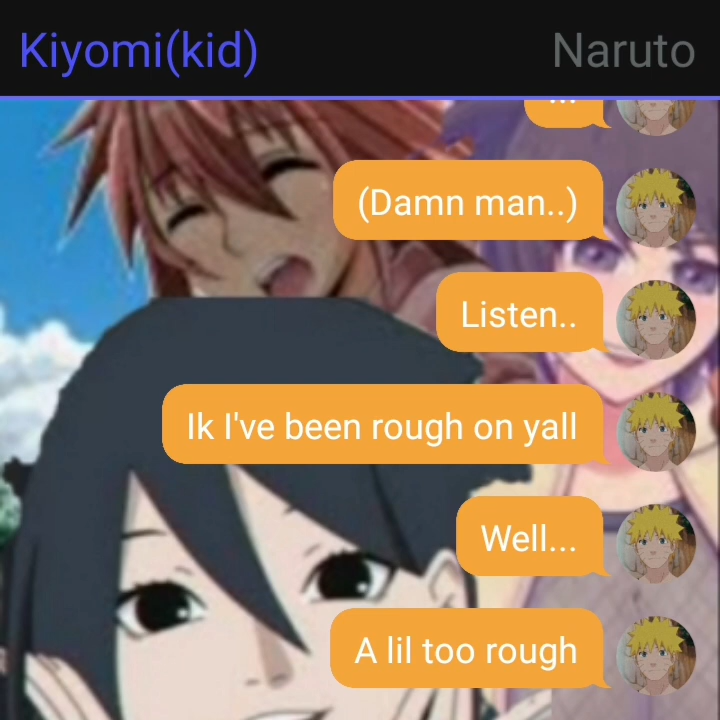 Kiyomi(kid)
Naruto
...
(Damn man..)
Listen..
Ik I've been rough on yall
Well...
A lil too rough